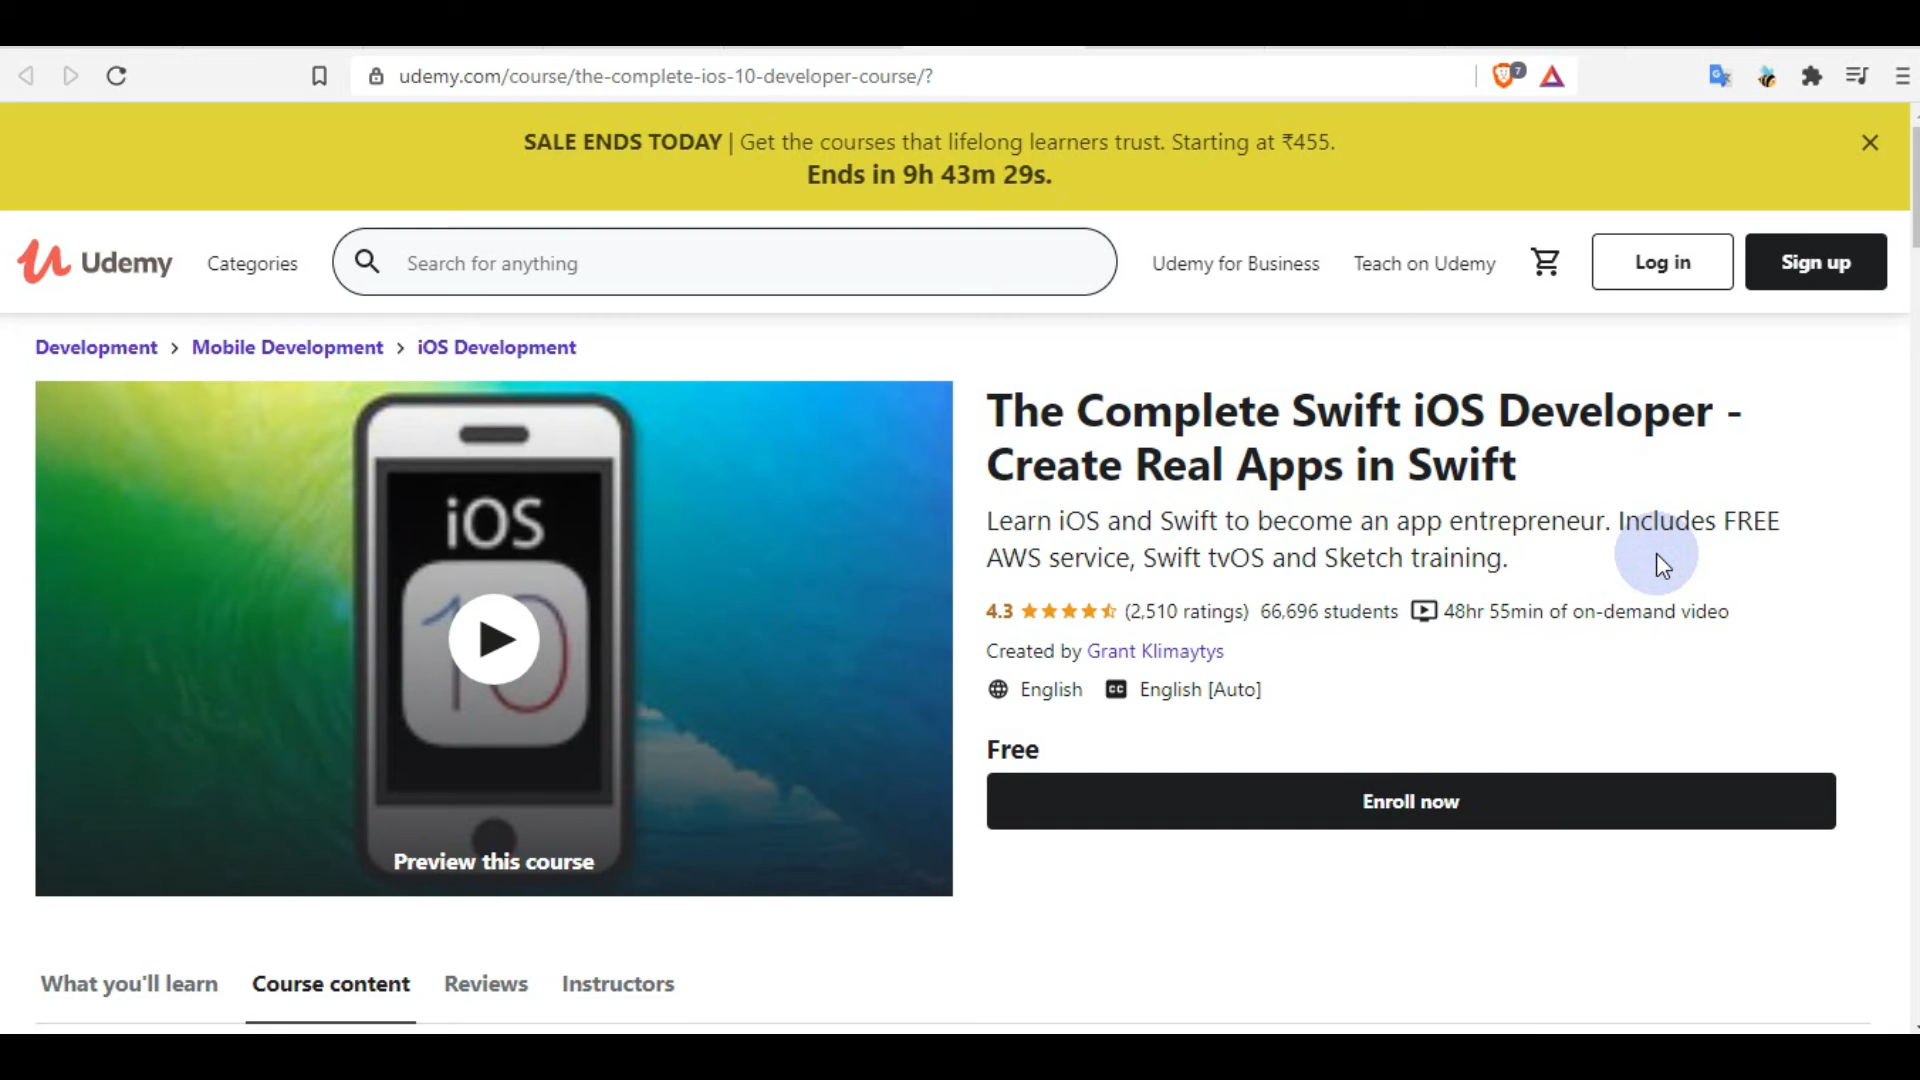 udemy.com/course/the-complete-ios-10-developer-course/?
7
SALE ENDS TODAY | Get the courses that lifelong learners trust. Starting at ₹455.
Ends in 9h 43m 29s.
Udemy
Categories
Search for anything
Udemy for Business
Teach on Udemy
Log in
Sign up
Development > Mobile Development > iOS Development
iOS
10
Preview this course
The Complete Swift iOS Developer -
Create Real Apps in Swift
Learn iOS and Swift to become an app entrepreneur. Includes FREE
AWS service, Swift tvOS and Sketch training.
4.3 (2,510 ratings) 66,696 students 48hr 55min of on-demand video
Created by Grant Klimaytys
English CC English [Auto]
Free
Enroll now
What you'll learn
Course content
Reviews
Instructors